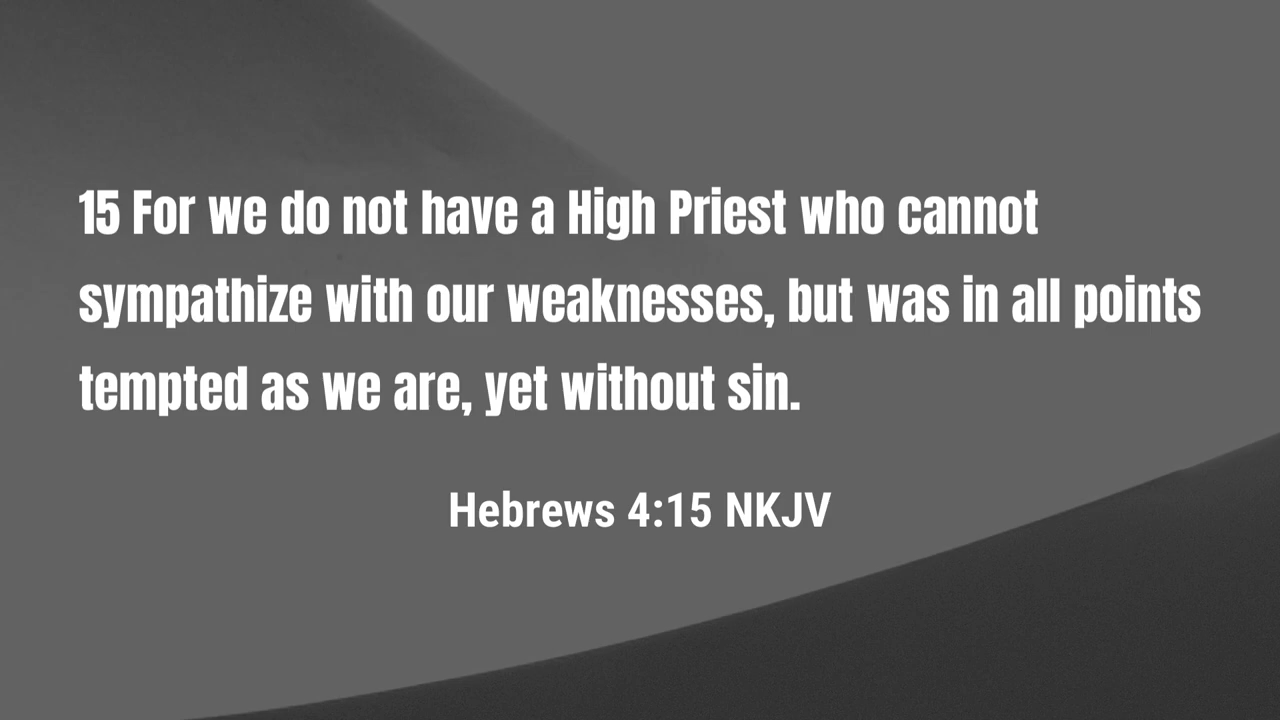 15 For we do not have a High Priest who cannot
sympathize with our weaknesses, but was in all points
tempted as we are, yet without sin.
Hebrews 4:15 NKJV